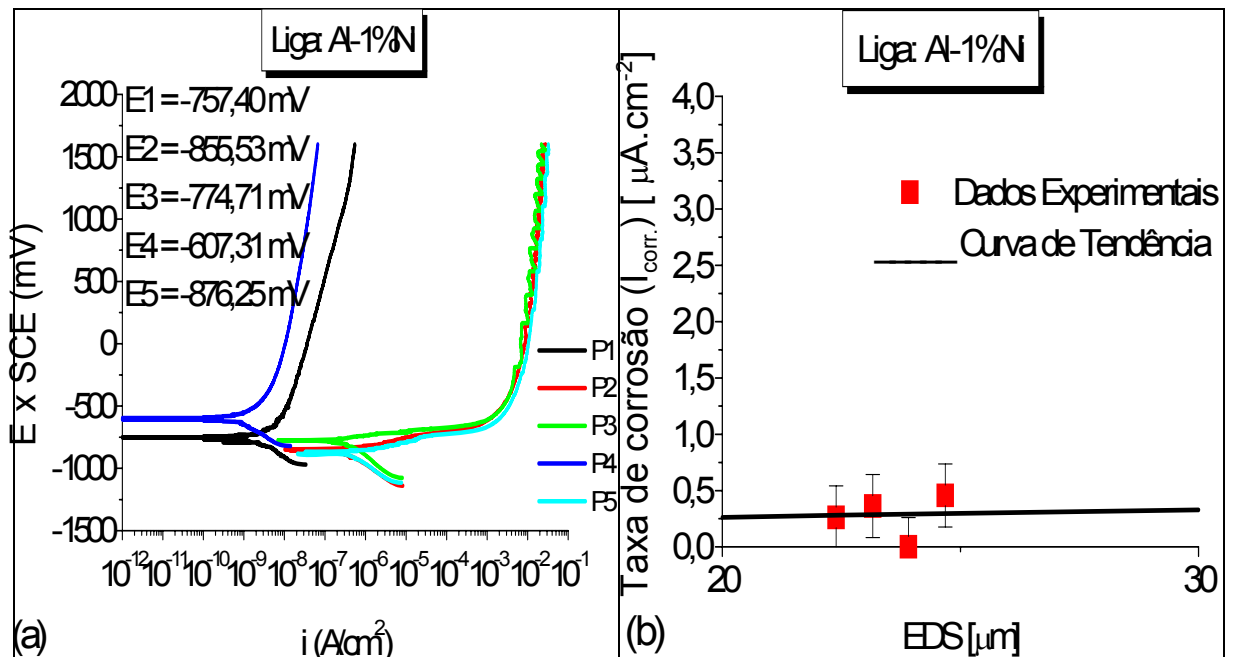 Liga: Al-1%Ni
E1 = -757,40 mV
E2 = -855,53 mV
E3 = -774,71 mV
E4 = -607,31 mV
E5 = -876,25 mV
E x SCE (mV)
2000
1500
1000
500
0
-500
-1000
-1500
P1
P2
P3
P4
P5
10⁻¹² 10⁻¹¹ 10⁻¹⁰ 10⁻⁹ 10⁻⁸ 10⁻⁷ 10⁻⁶ 10⁻⁵ 10⁻⁴ 10⁻³ 10⁻² 10⁻¹
i (A/cm²)
(a)
Liga: Al-1%Ni
Taxa de corrosão (I corr.) [ μA.cm⁻²]
4,0
3,5
3,0
2,5
2,0
1,5
1,0
0,5
0,0
Dados Experimentais
Curva de Tendência
20 30
EDS [μm]
(b)